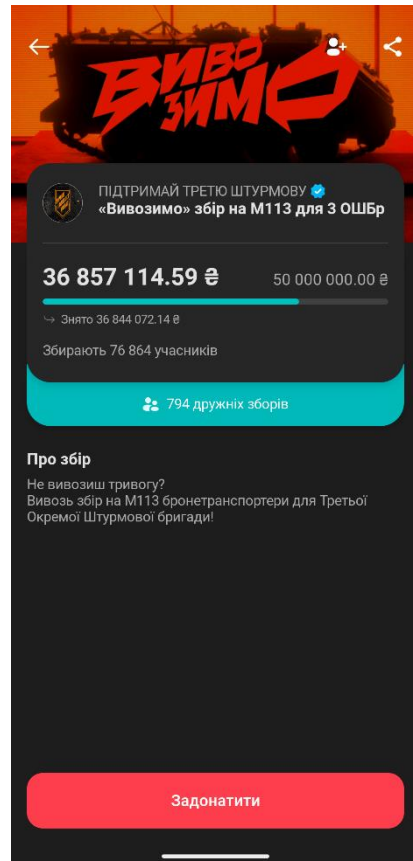 ВИВО
ЗИМО
ПІДТРИМАЙ ТРЕТЮ ШТУРМОВУ
«Вивозимо» збір на М113 для 3 ОШБр
36 857 114.59 ₴
50 000 000.00 ₴
Знято 36 844 072.14 ₴
Збирають 76 864 учасників
794 дружніх зборів
Про збір
Не вивозиш тривогу?
Вивозь збір на М113 бронетранспортери для Третьої
Окремої Штурмової бригади!
Задонатити